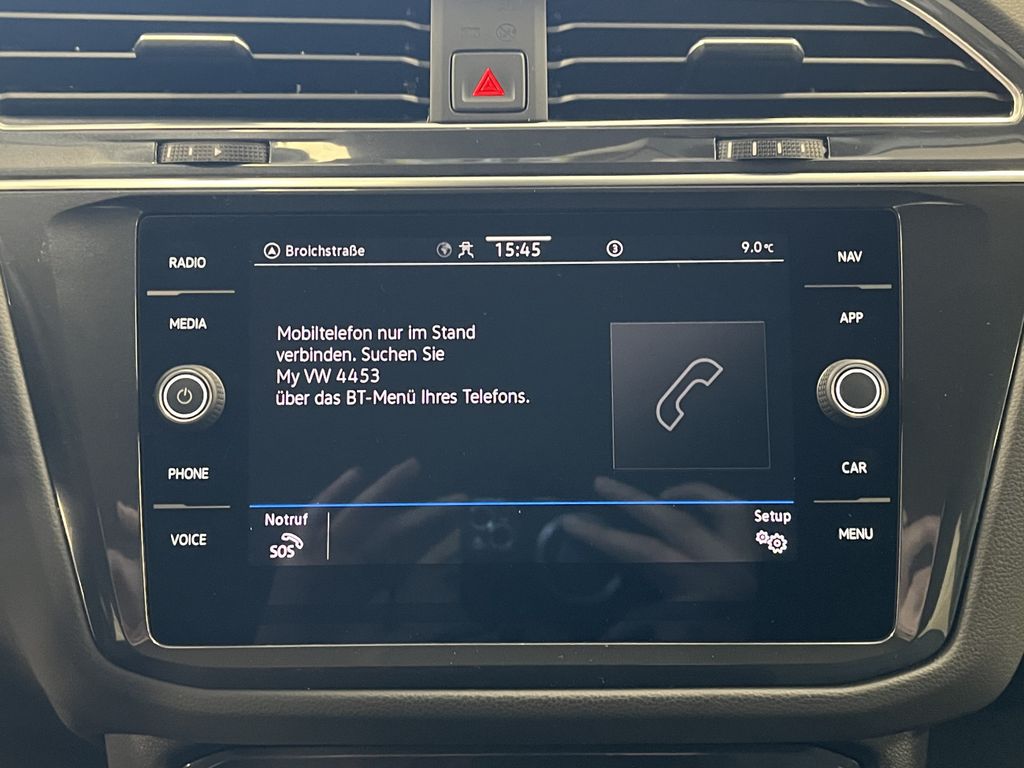 Broichstraße
15:45
3
9.0 °C
RADIO
MEDIA
PHONE
VOICE
Mobiltelefon nur im Stand
verbinden. Suchen Sie
My VW 4453
über das BT-Menü Ihres Telefons.
Notruf
SOS
Setup
NAV
APP
CAR
MENU